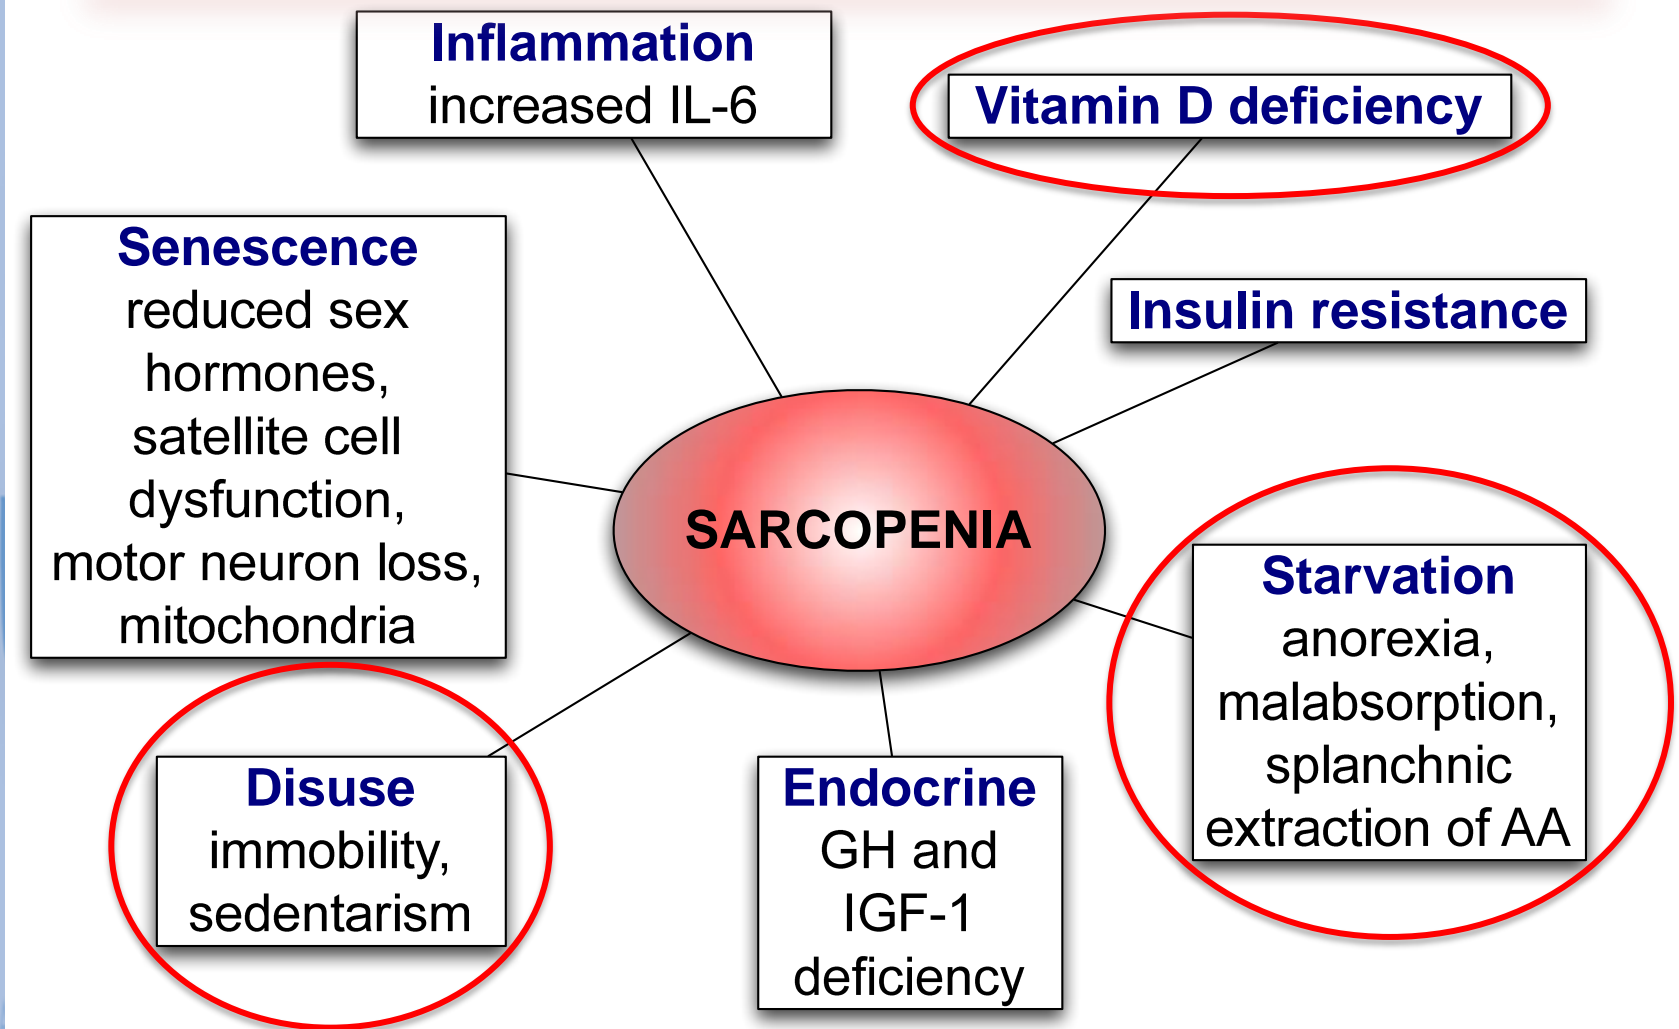 Inflammation
increased IL-6
Vitamin D deficiency
Senescence
reduced sex
hormones,
satellite cell
dysfunction,
motor neuron loss,
mitochondria
Insulin resistance
SARCOPENIA
Starvation
anorexia,
malabsorption,
splanchnic
extraction of AA
Disuse
immobility,
sedentarism
Endocrine
GH and
IGF-1
deficiency